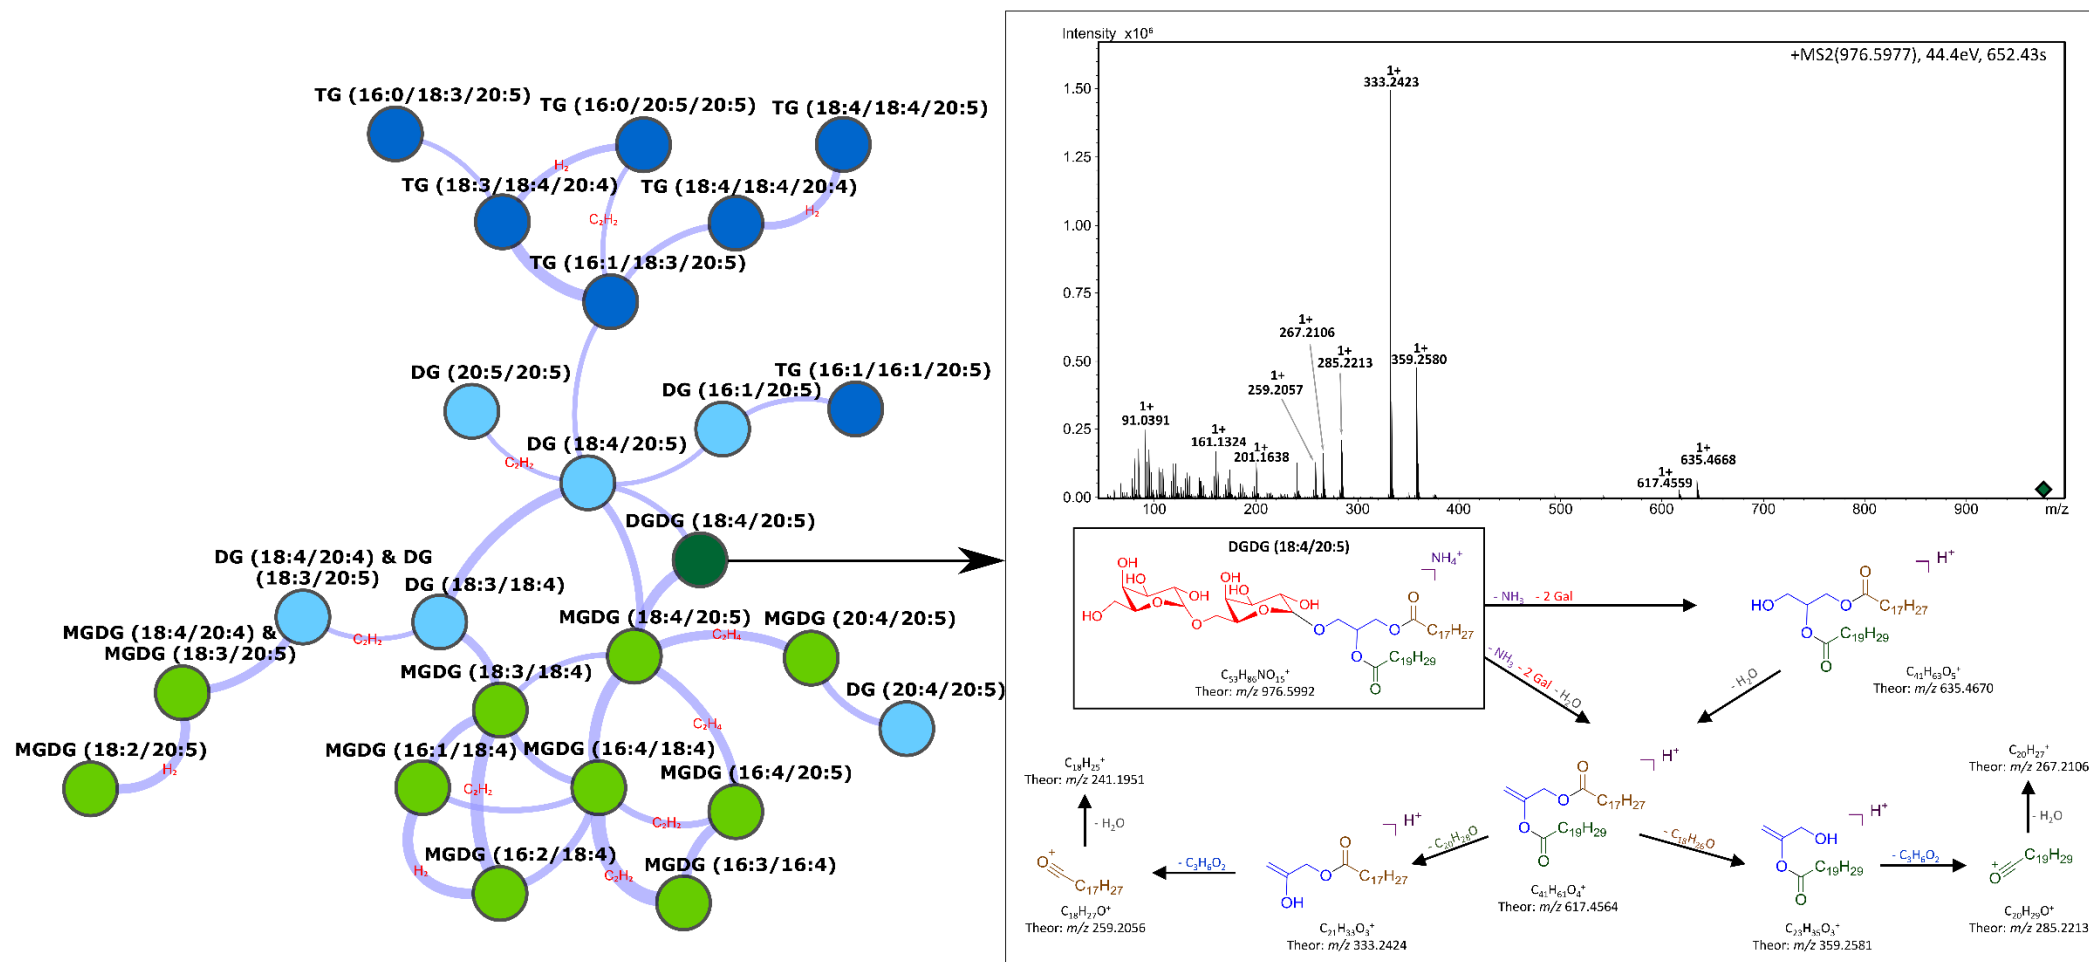 TG (16:0/18:3/20:5)
TG (16:0/20:5/20:5)
TG (18:4/18:4/20:5)
H₂
TG (18:3/18:4/20:4)
TG (18:4/18:4/20:4)
C₂H₂
H₂
TG (16:1/18:3/20:5)
DG (20:5/20:5)
TG (16:1/16:1/20:5)
DG (16:1/20:5)
DG (18:4/20:5)
C₂H₂
DGDG (18:4/20:5)
DG (18:4/20:4) & DG
(18:3/20:5)
DG (18:3/18:4)
MGDG (18:4/20:5)
MGDG (20:4/20:5)
C₂H₂
C₂H₄
MGDG (18:4/20:4) &
MGDG (18:3/20:5)
MGDG (18:3/18:4)
DG (20:4/20:5)
C₂H₄
MGDG (18:2/20:5)
H₂
MGDG (16:1/18:4)
MGDG (16:4/18:4)
MGDG (16:4/20:5)
C₂H₂
C₂H₂
MGDG (16:2/18:4)
MGDG (16:3/16:4)
H₂
C₂H₂
Intensity x10⁶
+MS2(976.5977), 44.4eV, 652.43s
1.50
1.25
1.00
0.75
0.50
0.25
0.00
1+
333.2423
1+
267.2106
1+
285.2213
1+
359.2580
1+
259.2057
1+
91.0391
1+
161.1324
1+
201.1638
1+
617.4559
1+
635.4668
100
200
300
400
500
600
700
800
900
m/z
DGDG (18:4/20:5)
NH₄⁺
OH
OH
HO
HO
O
OH
O
OH
HO
O
OH
O
O
O
O
C₁₇H₂₇
O
C₁₉H₂₉
O
C₅₃H₈₆NO₁₅⁺
Theor: m/z 976.5992
- NH₃ - 2 Gal
- NH₃ - 2 Gal - H₂O
H⁺
O
HO
O
C₁₇H₂₇
O
C₁₉H₂₉
O
C₄₁H₆₃O₅⁺
Theor: m/z 635.4670
- H₂O
H⁺
O
O
C₁₇H₂₇
O
C₁₉H₂₉
O
C₄₁H₆₁O₄⁺
Theor: m/z 617.4564
- C₂₀H₂₈O
- C₁₈H₂₆O
H⁺
O
O
C₁₇H₂₇
OH
C₂₁H₃₃O₃⁺
Theor: m/z 333.2424
- C₃H₆O₂
+
O
C₁₇H₂₇
C₁₈H₂₇O⁺
Theor: m/z 259.2056
- H₂O
C₁₈H₂₅⁺
Theor: m/z 241.1951
H⁺
OH
O
C₁₉H₂₉
O
C₂₃H₃₅O₃⁺
Theor: m/z 359.2581
- C₃H₆O₂
C₁₉H₂₉
+
O
C₂₀H₂₉O⁺
Theor: m/z 285.2213
- H₂O
C₂₀H₂₇⁺
Theor: m/z 267.2106